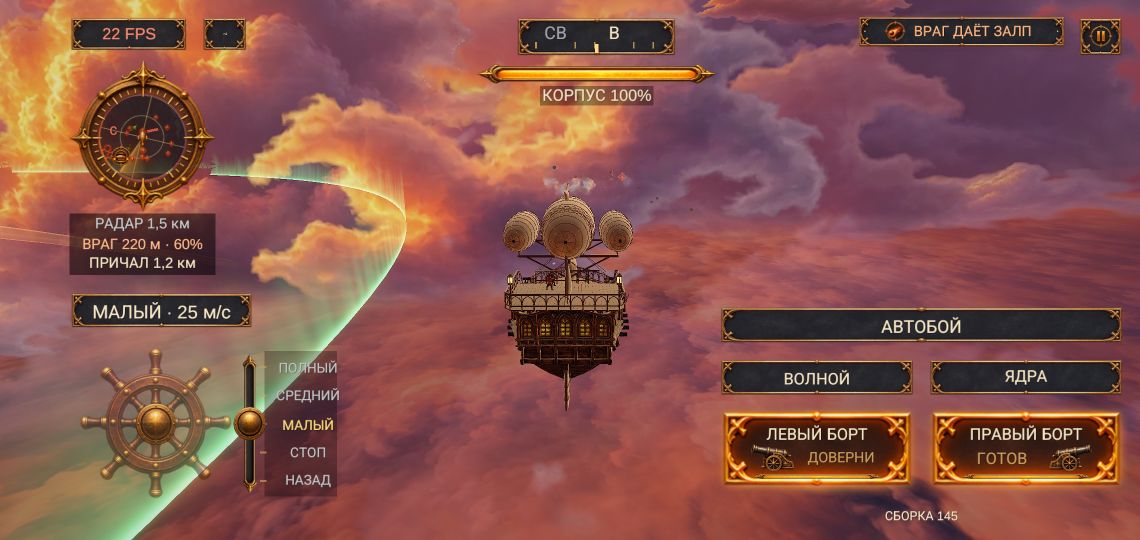 22 FPS
СВ В
ВРАГ ДАЁТ ЗАЛП
КОРПУС 100%
С
РАДАР 1,5 км
ВРАГ 220 м · 60%
ПРИЧАЛ 1,2 км
МАЛЫЙ · 25 м/с
ПОЛНЫЙ
СРЕДНИЙ
МАЛЫЙ
СТОП
НАЗАД
АВТОБОЙ
ВОЛНОЙ
ЯДРА
ЛЕВЫЙ БОРТ
ДОВЕРНИ
ПРАВЫЙ БОРТ
ГОТОВ
СБОРКА 145